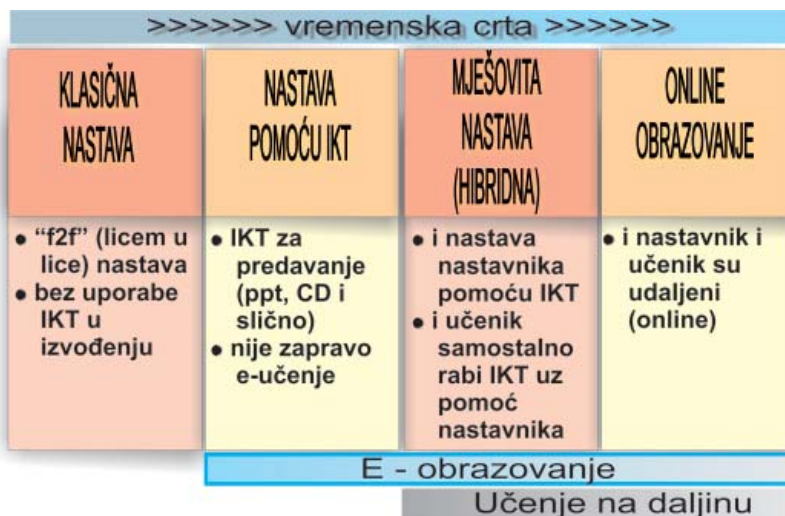 >>>>>> vremenska crta >>>>>>
KLASIČNA
NASTAVA
• "f2f" (licem u
lice) nastava
• bez uporabe
IKT u
izvođenju
NASTAVA
POMOĆU IKT
• IKT za
predavanje
(ppt, CD i
slično)
• nije zapravo
e-učenje
MJEŠOVITA
NASTAVA
(HIBRIDNA)
• i nastava
nastavnika
pomoću IKT
• i učenik
samostalno
rabi IKT uz
pomoć
nastavnika
ONLINE
OBRAZOVANJE
• i nastavnik i
učenik su
udaljeni
(online)
E - obrazovanje
Učenje na daljinu